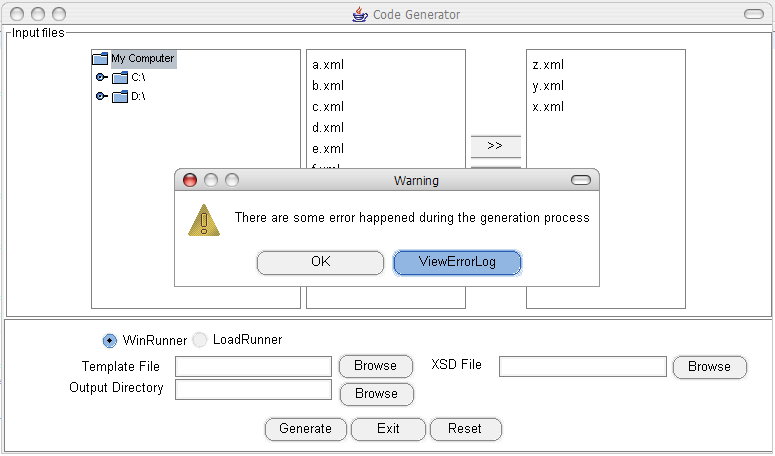 Code Generator
Input files
My Computer
C:\
D:\
a.xml
b.xml
c.xml
d.xml
e.xml
z.xml
y.xml
x.xml
>>
Warning
There are some error happened during the generation process
OK
ViewErrorLog
WinRunner
LoadRunner
Template File
Browse
XSD File
Browse
Output Directory
Browse
Generate
Exit
Reset